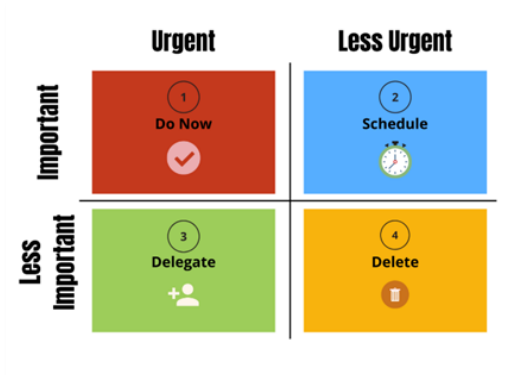 Urgent
Less Urgent
Important
1
Do Now
2
Schedule
Less
Important
3
Delegate
4
Delete